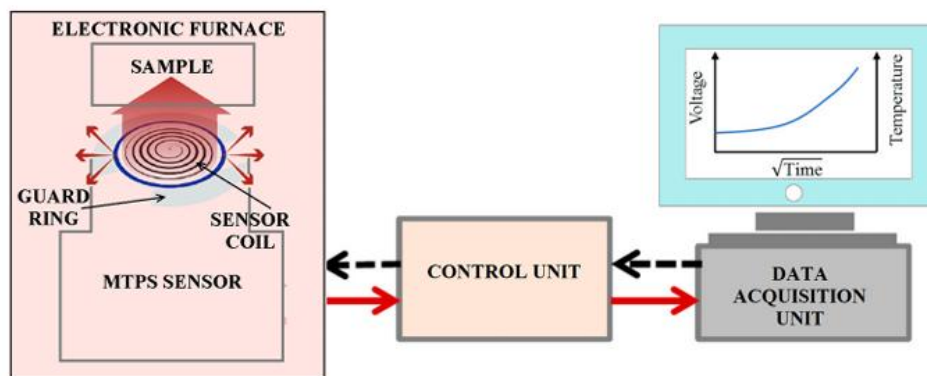 ELECTRONIC FURNACE
SAMPLE
GUARD
RING
SENSOR
COIL
MTPS SENSOR
CONTROL UNIT
Voltage
Temperature
√Time
DATA
ACQUISITION
UNIT